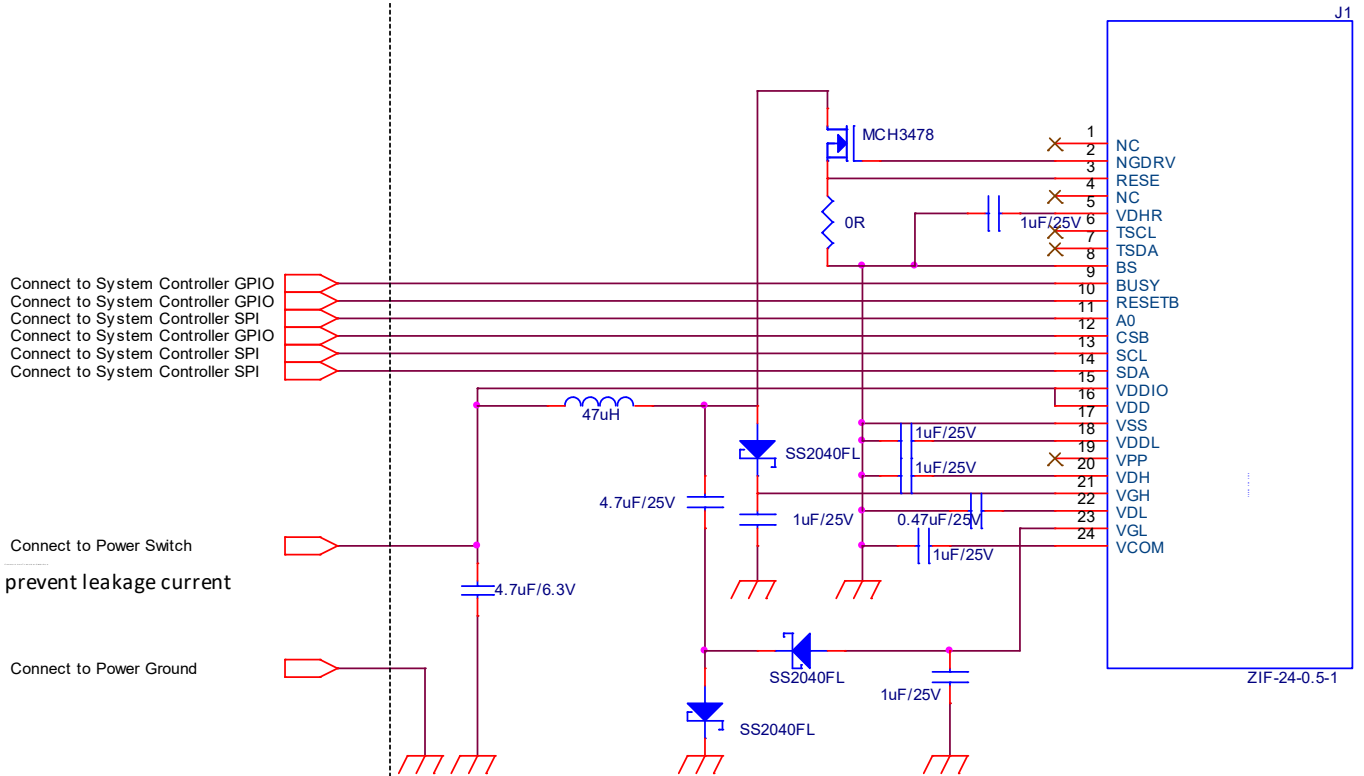 J1
MCH3478
1
NC
2
NGDRV
3
RESE
4
NC
5
VDHR
6
TSCL
7
TSDA
8
BS
9
BUSY
10
RESETB
11
A0
12
CSB
13
SCL
14
SDA
15
VDDIO
16
VDD
17
VSS
18
VDDL
19
VPP
20
VDH
21
VGH
22
VDL
23
VGL
24
VCOM
0R
1uF/25V
Connect to System Controller GPIO
Connect to System Controller GPIO
Connect to System Controller SPI
Connect to System Controller GPIO
Connect to System Controller SPI
Connect to System Controller SPI
47uH
1uF/25V
SS2040FL
1uF/25V
4.7uF/25V
1uF/25V
0.47uF/25V
1uF/25V
Connect to Power Switch
prevent leakage current
4.7uF/6.3V
Connect to Power Ground
SS2040FL
1uF/25V
SS2040FL
ZIF-24-0.5-1